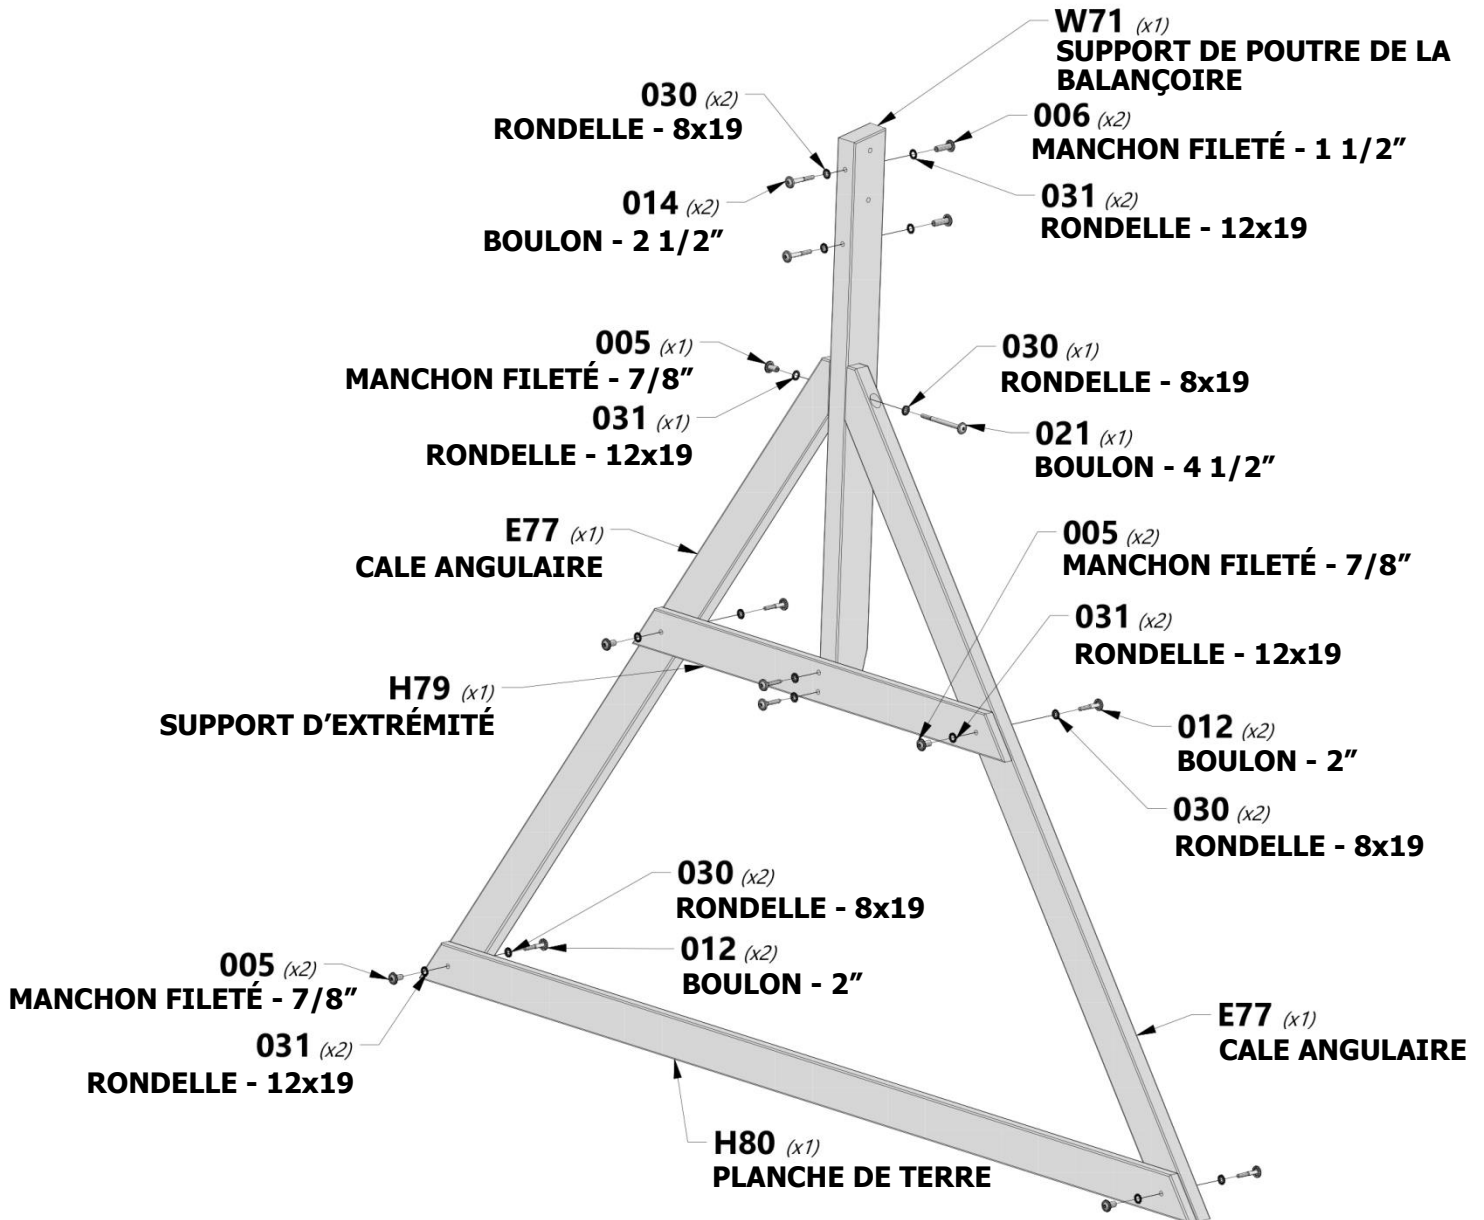 W71 (x1)
SUPPORT DE POUTRE DE LA
BALANÇOIRE
030 (x2)
RONDELLE - 8x19
006 (x2)
MANCHON FILETÉ - 1 1/2″
014 (x2)
BOULON - 2 1/2″
031 (x2)
RONDELLE - 12x19
005 (x1)
MANCHON FILETÉ - 7/8″
031 (x1)
RONDELLE - 12x19
030 (x1)
RONDELLE - 8x19
021 (x1)
BOULON - 4 1/2″
E77 (x1)
CALE ANGULAIRE
005 (x2)
MANCHON FILETÉ - 7/8″
031 (x2)
RONDELLE - 12x19
H79 (x1)
SUPPORT D’EXTRÉMITÉ
012 (x2)
BOULON - 2″
030 (x2)
RONDELLE - 8x19
030 (x2)
RONDELLE - 8x19
012 (x2)
BOULON - 2″
005 (x2)
MANCHON FILETÉ - 7/8″
031 (x2)
RONDELLE - 12x19
E77 (x1)
CALE ANGULAIRE
H80 (x1)
PLANCHE DE TERRE